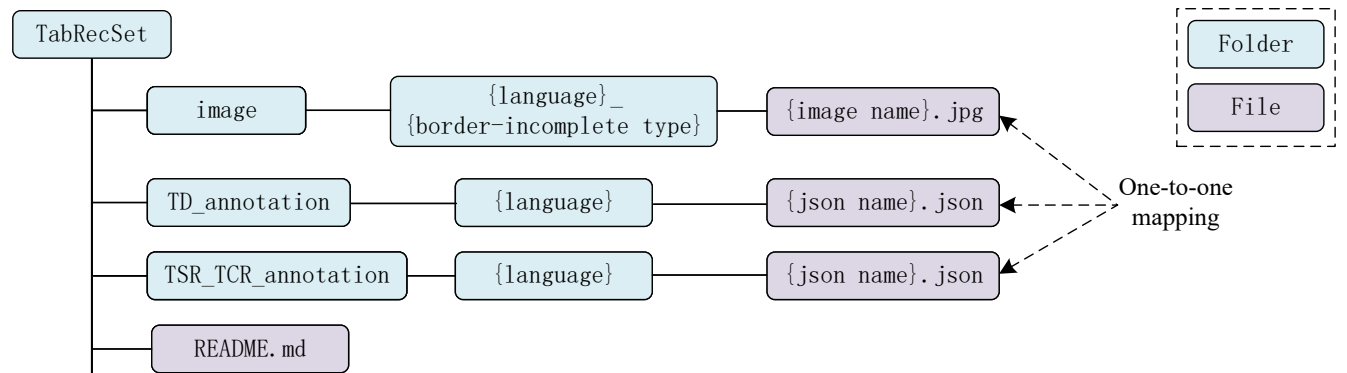 TabRecSet
Folder
image
{language}_
{border-incomplete type}
{image name}.jpg
File
TD_annotation
{language}
{json name}.json
One-to-one
mapping
TSR_TCR_annotation
{language}
{json name}.json
README.md